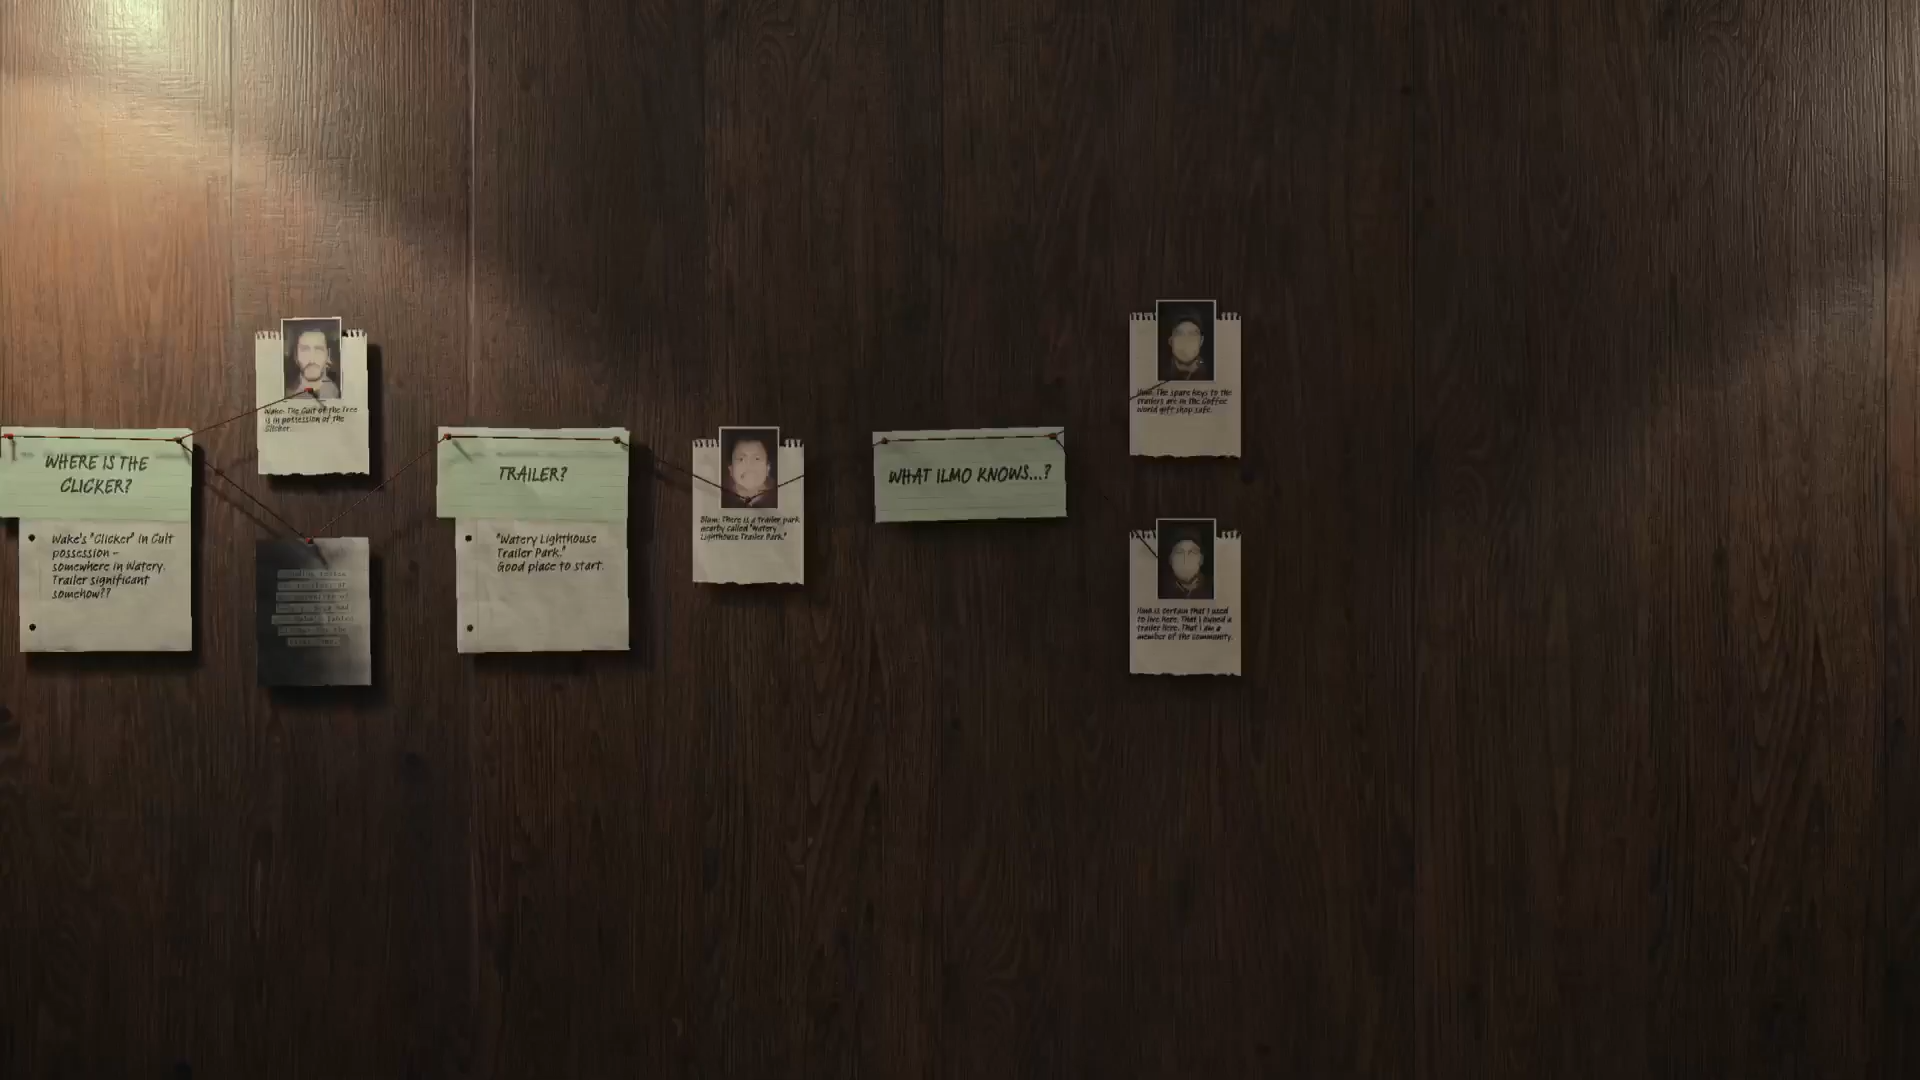 WHERE IS THE
CLICKER?
Wake's "Clicker" in Cult
possession -
somewhere in Watery.
Trailer significant
somehow??
Wake: The Cult of the Tree
is in possession of the
Clicker.
TRAILER?
"Watery Lighthouse
Trailer Park."
Good place to start.
Blum: There is a trailer park
nearby called "Watery
Lighthouse Trailer Park."
WHAT ILMO KNOWS...?
Ilmo: The spare keys to the
trailers are in the Coffee
World gift shop safe.
Ilmo is certain that I used
to live here. That I owned a
trailer here. That I am a
member of the community.